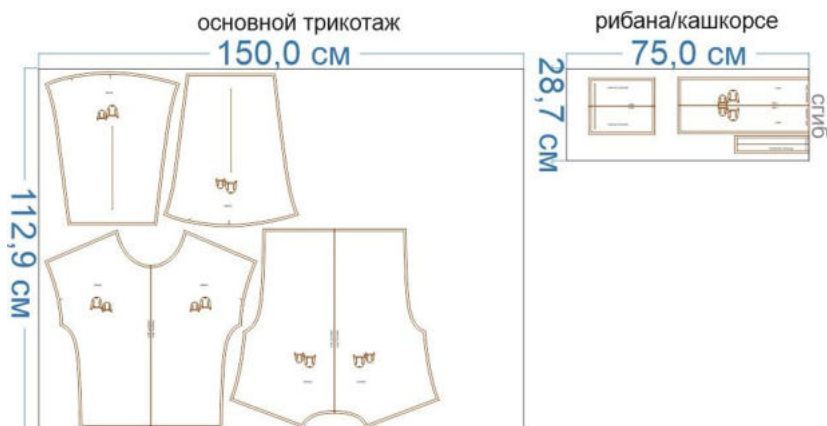 основной трикотаж
150,0 см
112,9 см
рибана/кашкорсе
75,0 см
28,7 см
сгиб